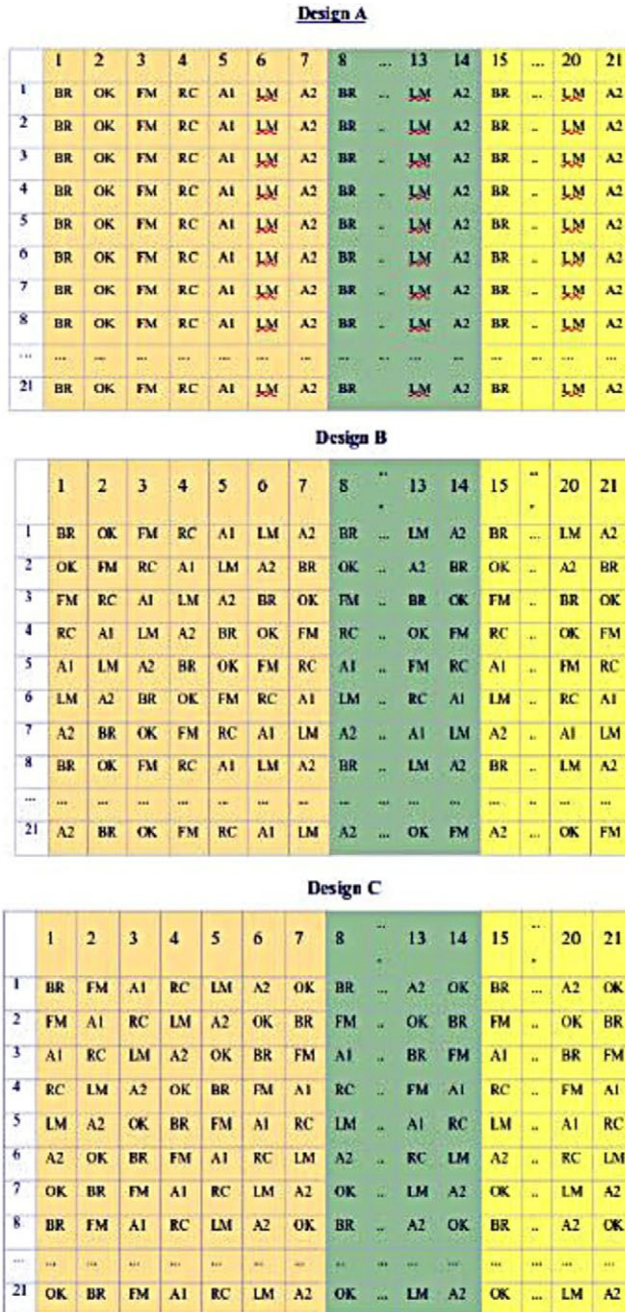 Design A
1 2 3 4 5 6 7 8 ... 13 14 15 ... 20 21
1 BR OK FM RC A1 LM A2 BR ... LM A2 BR ... LM A2
2 BR OK FM RC A1 LM A2 BR .. LM A2 BR .. LM A2
3 BR OK FM RC A1 LM A2 BR .. LM A2 BR .. LM A2
4 BR OK FM RC A1 LM A2 BR .. LM A2 BR .. LM A2
5 BR OK FM RC A1 LM A2 BR .. LM A2 BR .. LM A2
6 BR OK FM RC A1 LM A2 BR .. LM A2 BR .. LM A2
7 BR OK FM RC A1 LM A2 BR .. LM A2 BR .. LM A2
8 BR OK FM RC A1 LM A2 BR .. LM A2 BR .. LM A2
... ... ... ... ... ... ... ... ... ... ... ... ... ... ... ...
21 BR OK FM RC A1 LM A2 BR LM A2 BR LM A2
Design B
1 2 3 4 5 6 7 8 ... 13 14 15 ... 20 21
1 BR OK FM RC A1 LM A2 BR ... LM A2 BR ... LM A2
2 OK FM RC A1 LM A2 BR OK .. A2 BR OK .. A2 BR
3 FM RC A1 LM A2 BR OK FM .. BR OK FM .. BR OK
4 RC A1 LM A2 BR OK FM RC .. OK FM RC .. OK FM
5 A1 LM A2 BR OK FM RC A1 .. FM RC A1 .. FM RC
6 LM A2 BR OK FM RC A1 LM .. RC A1 LM .. RC A1
7 A2 BR OK FM RC A1 LM A2 .. A1 LM A2 .. A1 LM
8 BR OK FM RC A1 LM A2 BR .. LM A2 BR .. LM A2
... ... ... ... ... ... ... ... ... ... ... ... ... ... ... ...
21 A2 BR OK FM RC A1 LM A2 ... OK FM A2 ... OK FM
Design C
1 2 3 4 5 6 7 8 ... 13 14 15 ... 20 21
1 BR FM A1 RC LM A2 OK BR ... A2 OK BR ... A2 OK
2 FM A1 RC LM A2 OK BR FM .. OK BR FM .. OK BR
3 A1 RC LM A2 OK BR FM A1 .. BR FM A1 .. BR FM
4 RC LM A2 OK BR FM A1 RC .. FM A1 RC .. FM A1
5 LM A2 OK BR FM A1 RC LM .. A1 RC LM .. A1 RC
6 A2 OK BR FM A1 RC LM A2 .. RC LM A2 .. RC LM
7 OK BR FM A1 RC LM A2 OK .. LM A2 OK .. LM A2
8 BR FM A1 RC LM A2 OK BR .. A2 OK BR .. A2 OK
... ... ... ... ... ... ... ... ... ... ... ... ... ... ... ...
21 OK BR FM A1 RC LM A2 OK ... LM A2 OK ... LM A2